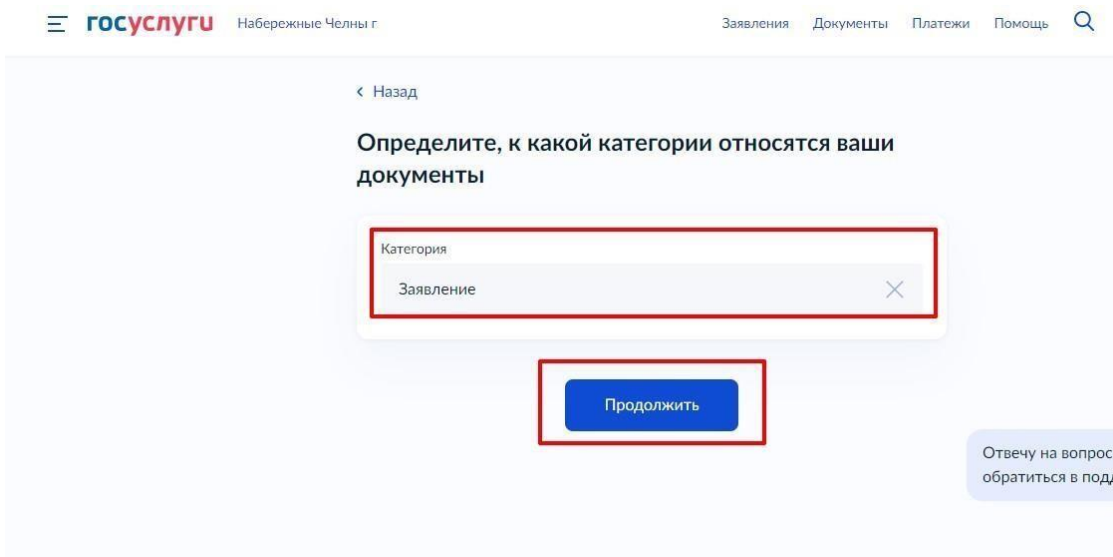 госуслуги Набережные Челны г Заявления Документы Платежи Помощь
Назад
Определите, к какой категории относятся ваши
документы
Категория
Заявление
Продолжить
Отвечу на вопрос
обратиться в под